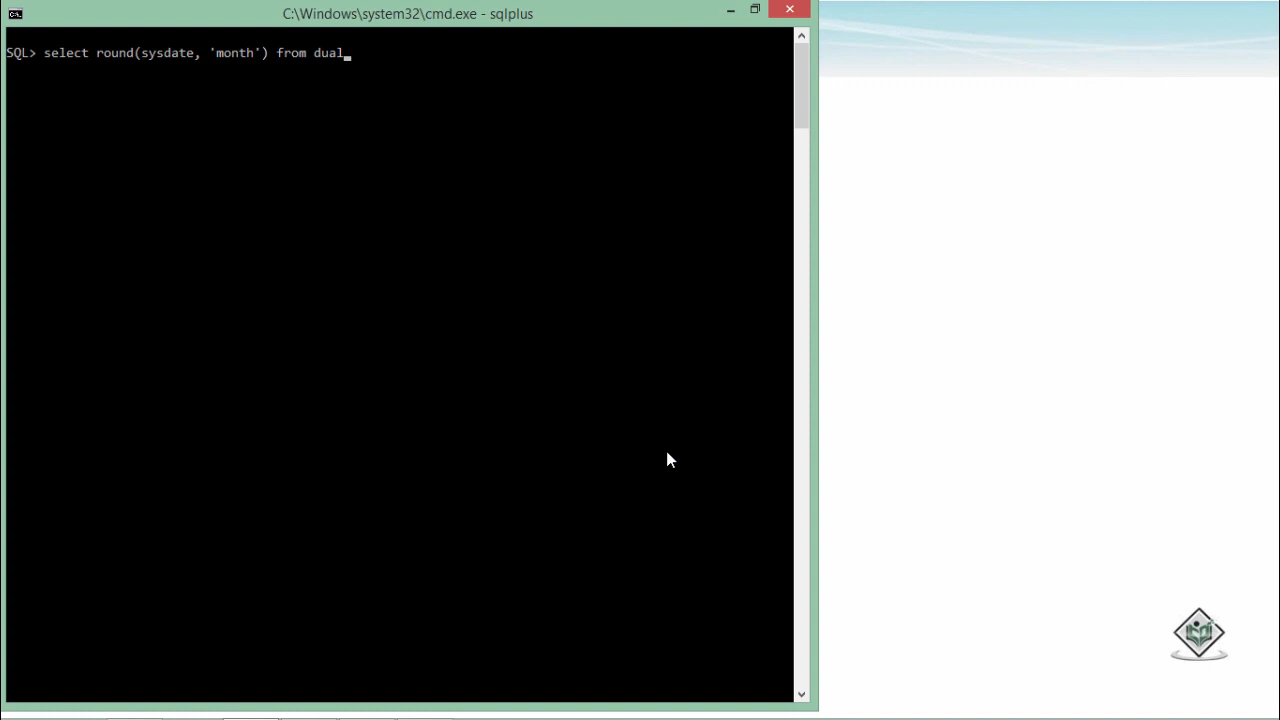 C:\Windows\system32\cmd.exe - sqlplus
SQL> select round(sysdate, 'month') from dual